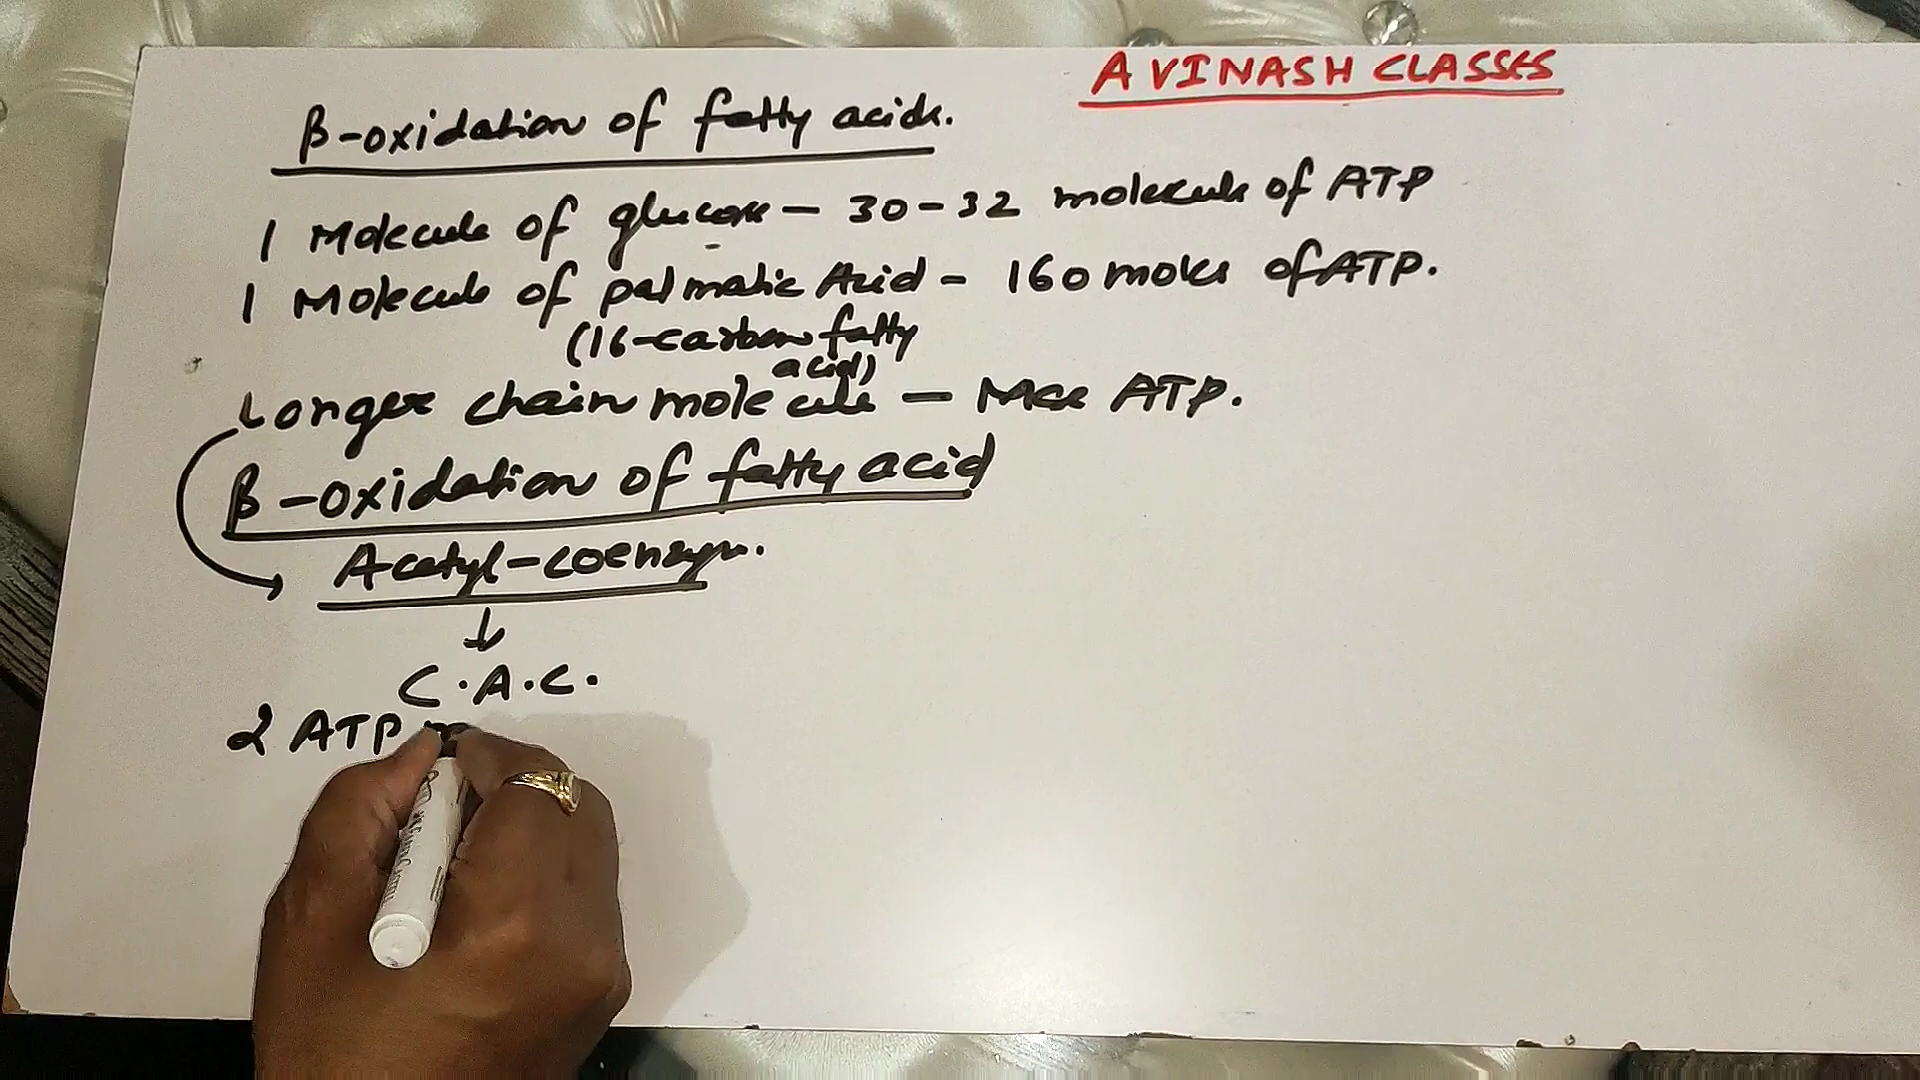 AVINASH CLASSES
β-oxidation of fatty acids.
1 Molecule of glucose - 30-32 molecule of ATP
1 Molecule of palmatic Acid - 160 moles of ATP.
(16-carbon fatty
acid)
Longer chain molecule - More ATP.
β-oxidation of fatty acid
Acetyl-coenzym.
C.A.C.
2 ATP